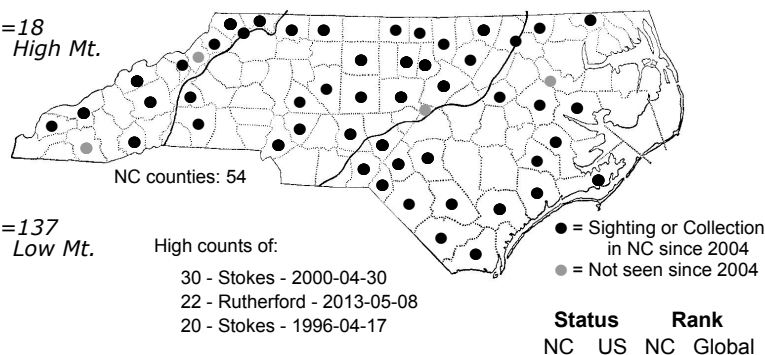 =18
High Mt.
NC counties: 54
=137
Low Mt.
High counts of:
30 - Stokes - 2000-04-30
22 - Rutherford - 2013-05-08
20 - Stokes - 1996-04-17
= Sighting or Collection
in NC since 2004
= Not seen since 2004
Status Rank
NC US NC Global